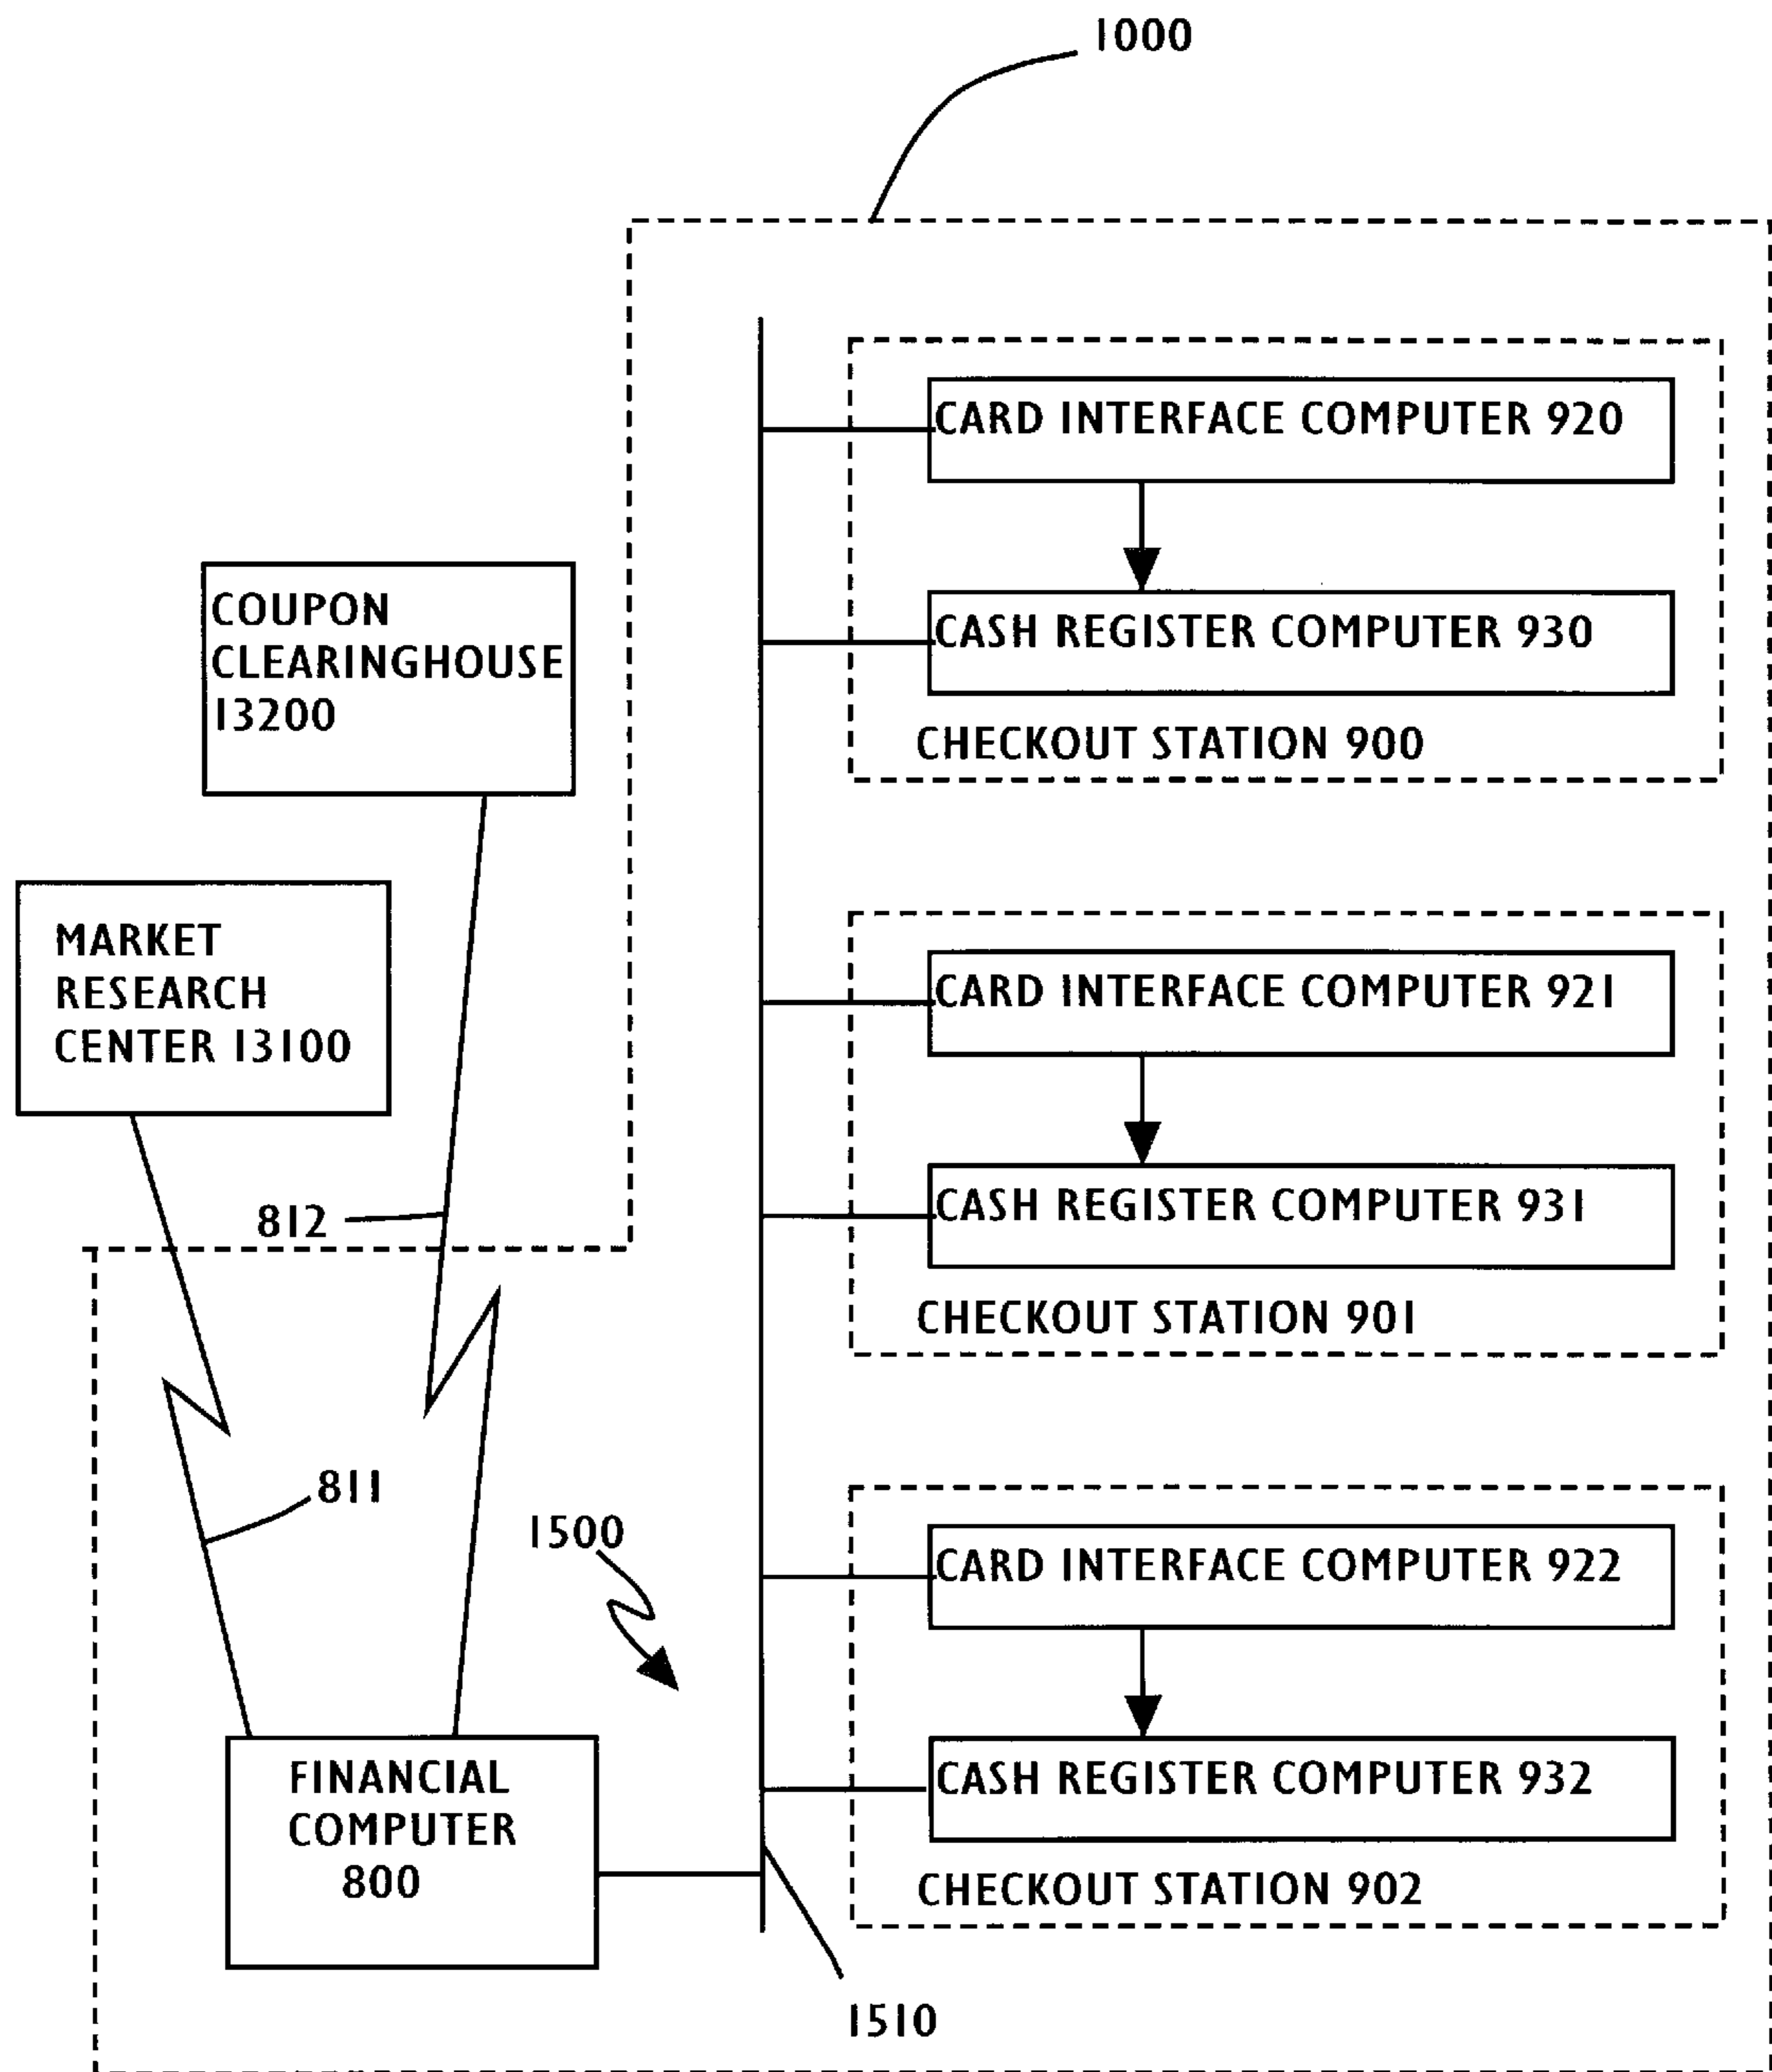 1000
CARD INTERFACE COMPUTER 920
CASH REGISTER COMPUTER 930
CHECKOUT STATION 900
COUPON
CLEARINGHOUSE
13200
MARKET
RESEARCH
CENTER 13100
CARD INTERFACE COMPUTER 921
CASH REGISTER COMPUTER 931
CHECKOUT STATION 901
812
811
1500
CARD INTERFACE COMPUTER 922
CASH REGISTER COMPUTER 932
CHECKOUT STATION 902
FINANCIAL
COMPUTER
800
1510